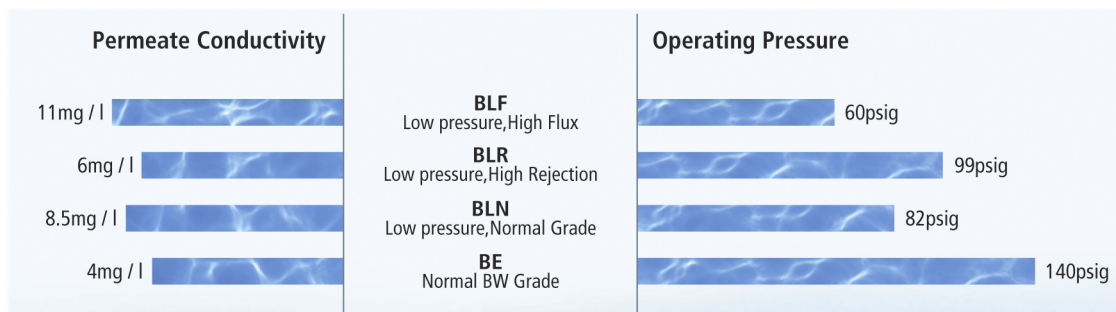 Permeate Conductivity
Operating Pressure
11mg / l
BLF
Low pressure,High Flux
60psig
6mg / l
BLR
Low pressure,High Rejection
99psig
8.5mg / l
BLN
Low pressure,Normal Grade
82psig
4mg / l
BE
Normal BW Grade
140psig